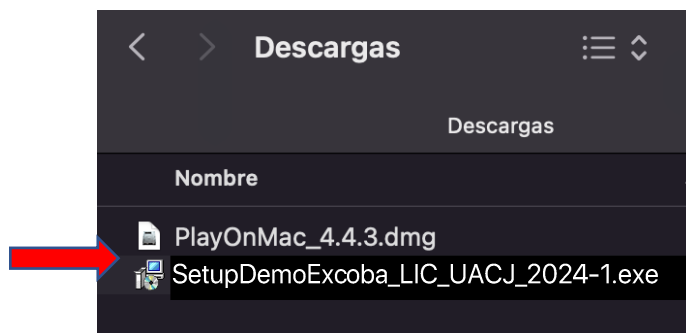 Descargas
Descargas
Nombre
PlayOnMac_4.4.3.dmg
SetupDemoExcoba_LIC_UACJ_2024-1.exe